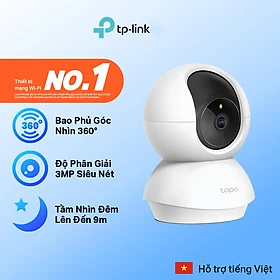 tp-link
Thiết bị
mạng Wi-Fi
NO.1
360°
Bao Phủ Góc
Nhìn 360°
Độ Phân Giải
3MP Siêu Nét
Tầm Nhìn Đêm
Lên Đến 9m
tapo
Hỗ trợ tiếng Việt